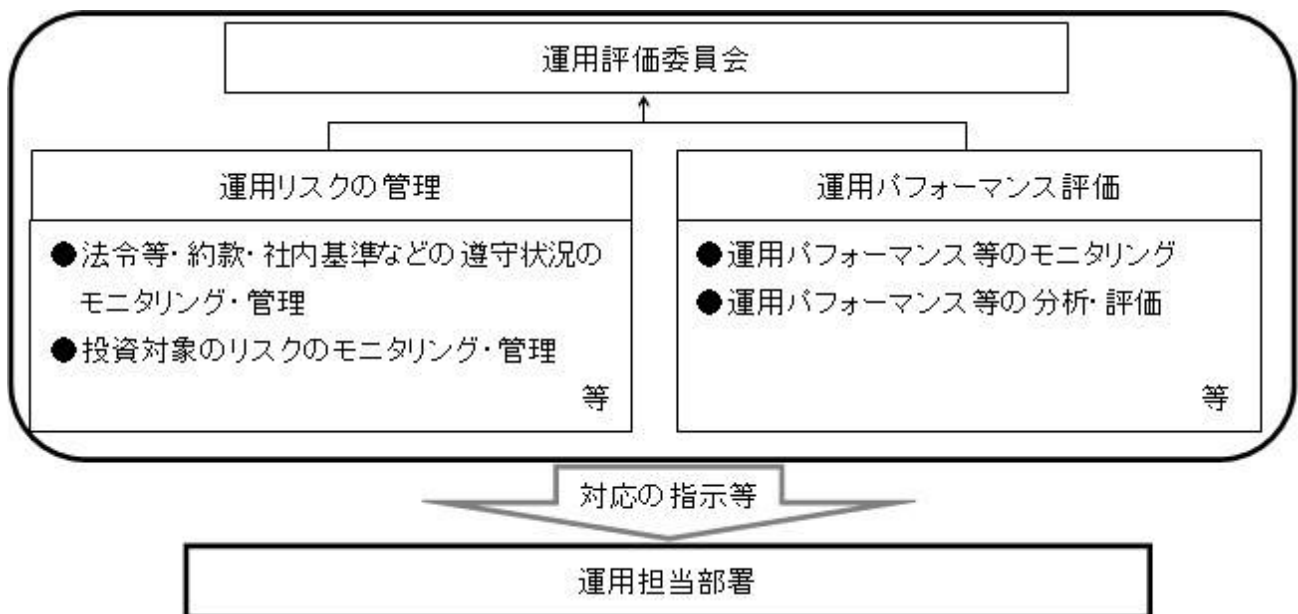 運用評価委員会
運用リスクの管理
●法令等・約款・社内基準などの遵守状況の
モニタリング・管理
●投資対象のリスクのモニタリング・管理
等
運用パフォーマンス評価
●運用パフォーマンス等のモニタリング
●運用パフォーマンス等の分析・評価
等
対応の指示等
運用担当部署